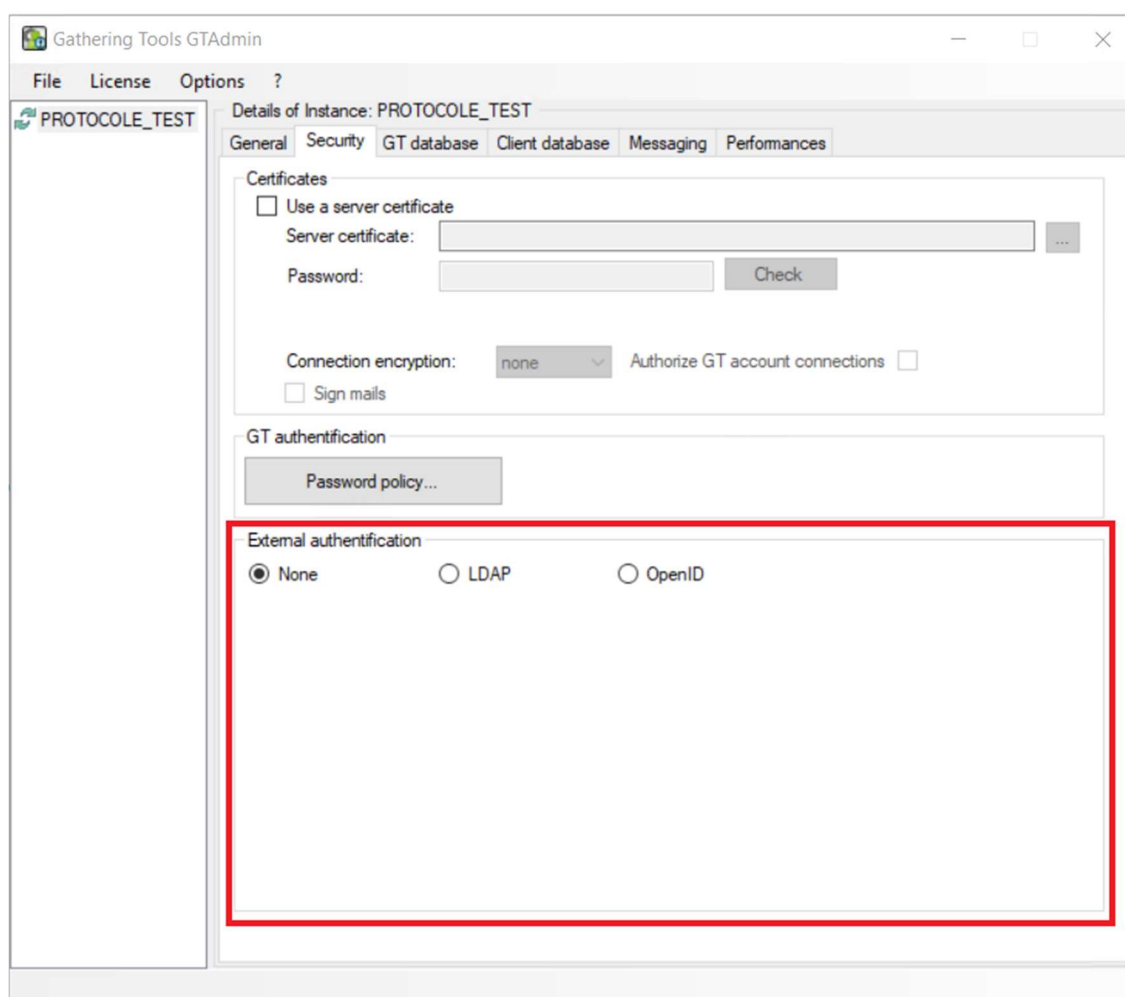 Gathering Tools GTAdmin
File License Options ?
PROTOCOLE_TEST
Details of Instance: PROTOCOLE_TEST
General Security GT database Client database Messaging Performances
Certificates
Use a server certificate
Server certificate: ...
Password: Check
Connection encryption: none Authorize GT account connections
Sign mails
GT authentification
Password policy...
External authentification
None LDAP OpenID